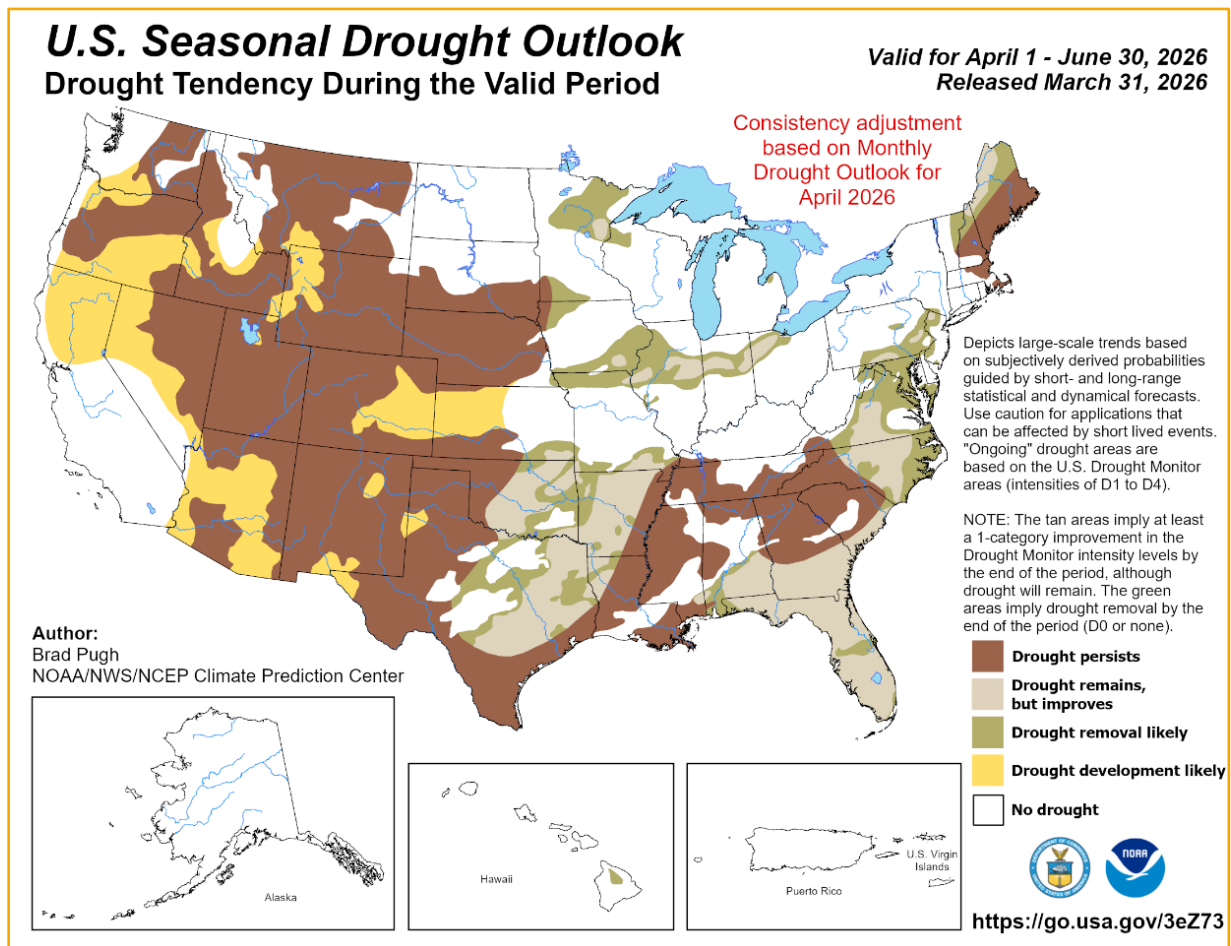 U.S. Seasonal Drought Outlook
Drought Tendency During the Valid Period
Valid for April 1 - June 30, 2026
Released March 31, 2026
Consistency adjustment
based on Monthly
Drought Outlook for
April 2026
Depicts large-scale trends based
on subjectively derived probabilities
guided by short- and long-range
statistical and dynamical forecasts.
Use caution for applications that
can be affected by short lived events.
"Ongoing" drought areas are
based on the U.S. Drought Monitor
areas (intensities of D1 to D4).
NOTE: The tan areas imply at least
a 1-category improvement in the
Drought Monitor intensity levels by
the end of the period, although
drought will remain. The green
areas imply drought removal by the
end of the period (D0 or none).
Author:
Brad Pugh
NOAA/NWS/NCEP Climate Prediction Center
Drought persists
Drought remains,
but improves
Drought removal likely
Drought development likely
No drought
Alaska
Hawaii
Puerto Rico
U.S. Virgin
Islands
NOAA
https://go.usa.gov/3eZ73